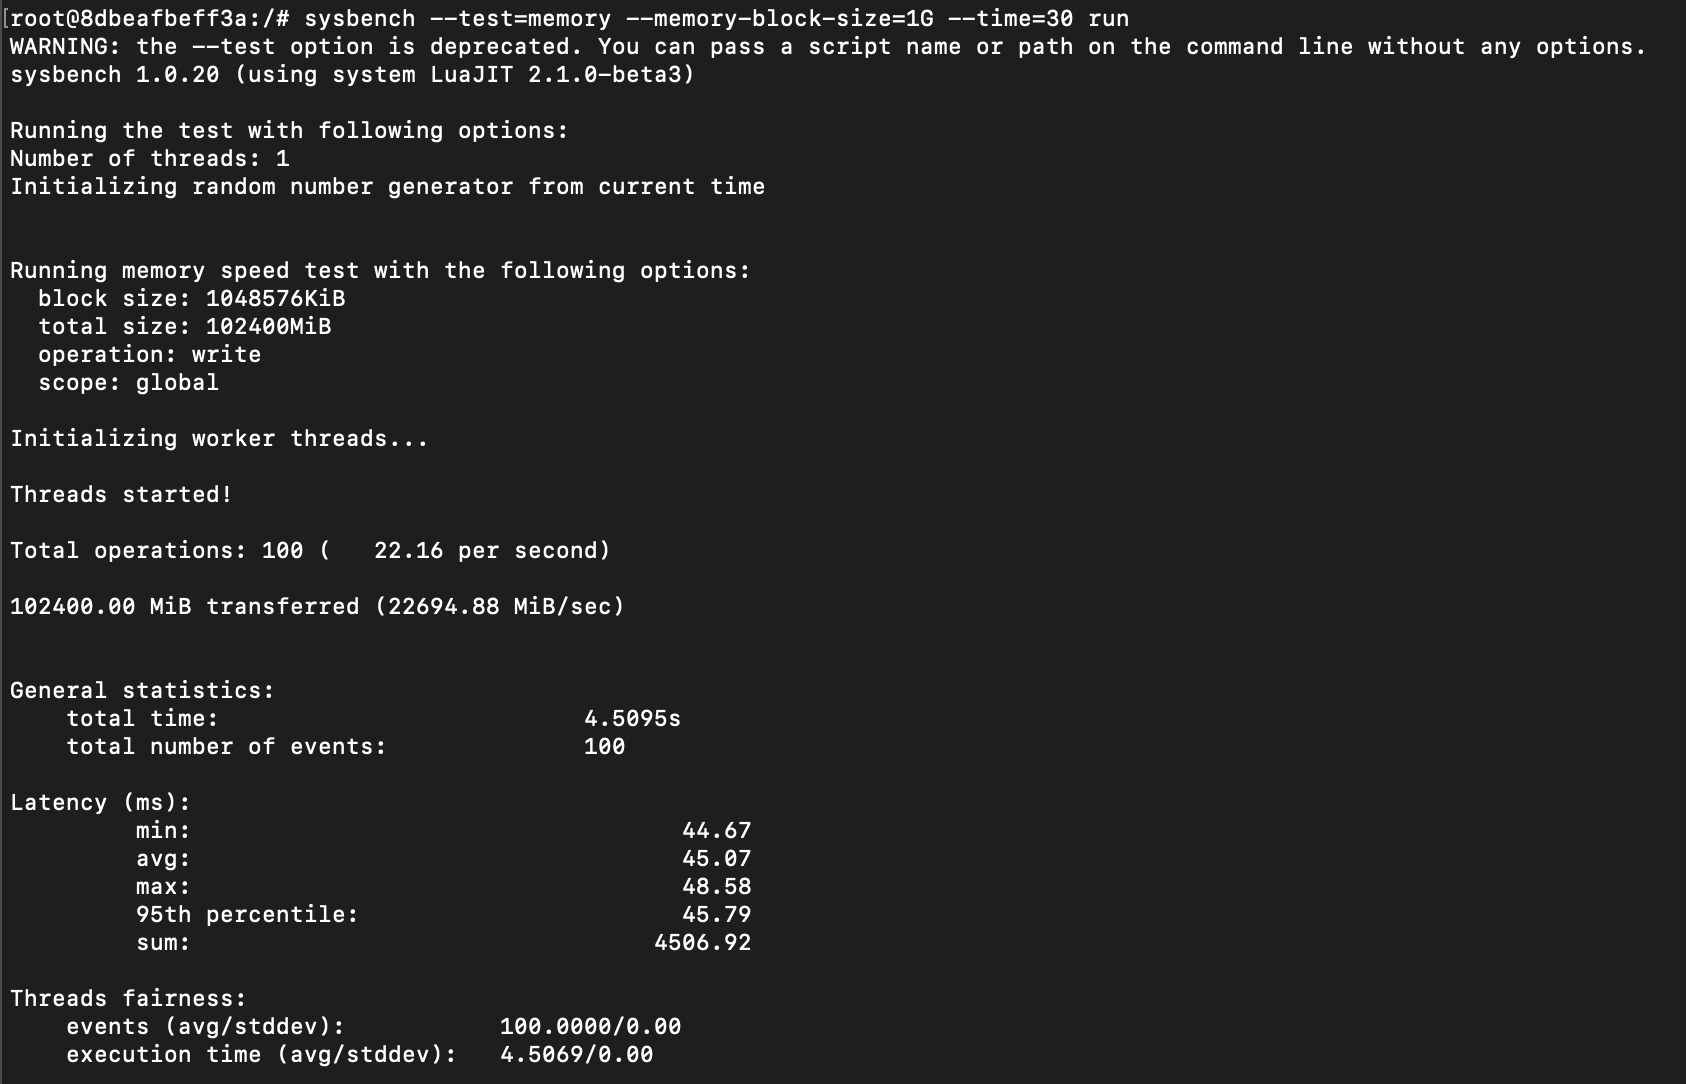 [root@8dbeafbeff3a:/# sysbench --test=memory --memory-block-size=1G --time=30 run
WARNING: the --test option is deprecated. You can pass a script name or path on the command line without any options.
sysbench 1.0.20 (using system LuaJIT 2.1.0-beta3)
Running the test with following options:
Number of threads: 1
Initializing random number generator from current time
Running memory speed test with the following options:
block size: 1048576KiB
total size: 102400MiB
operation: write
scope: global
Initializing worker threads...
Threads started!
Total operations: 100 (   22.16 per second)
102400.00 MiB transferred (22694.88 MiB/sec)
General statistics:
total time: 4.5095s
total number of events: 100
Latency (ms):
min: 44.67
avg: 45.07
max: 48.58
95th percentile: 45.79
sum: 4506.92
Threads fairness:
events (avg/stddev): 100.0000/0.00
execution time (avg/stddev): 4.5069/0.00